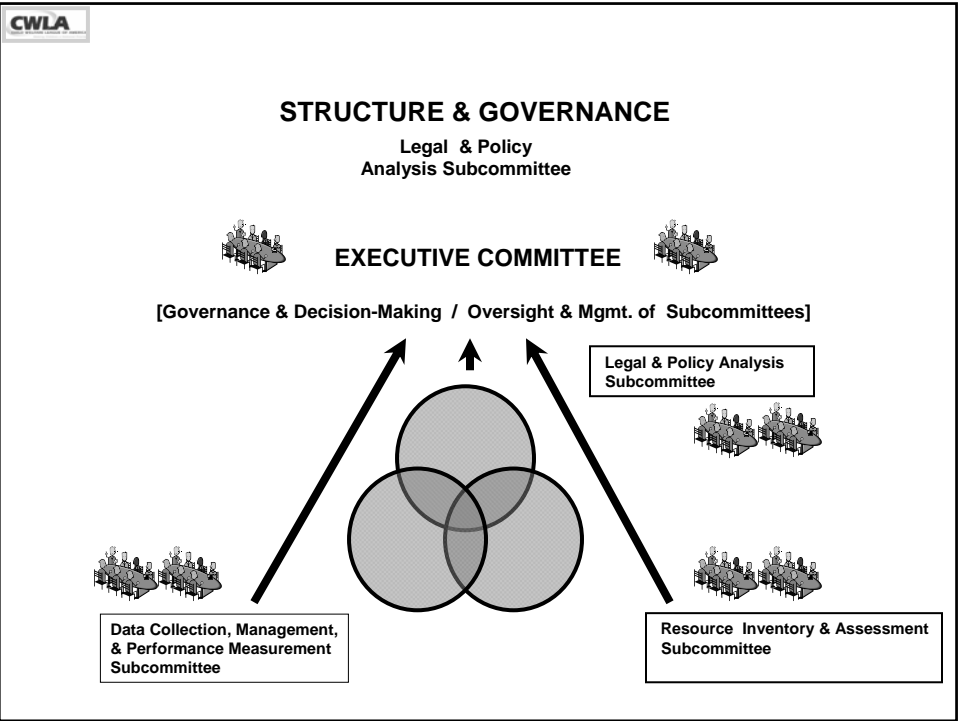 CWLA
STRUCTURE & GOVERNANCE
Legal & Policy
Analysis Subcommittee
EXECUTIVE COMMITTEE
[Governance & Decision-Making / Oversight & Mgmt. of Subcommittees]
Legal & Policy Analysis
Subcommittee
Data Collection, Management,
& Performance Measurement
Subcommittee
Resource Inventory & Assessment
Subcommittee